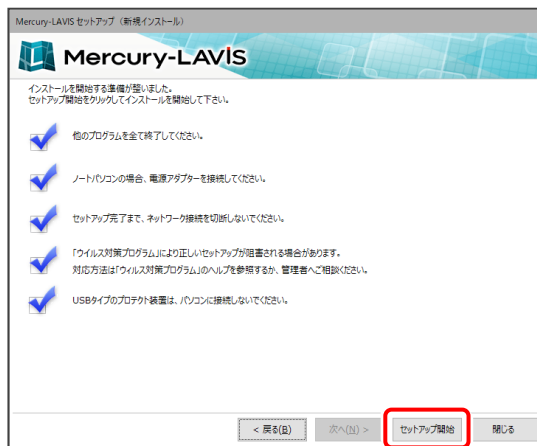 Mercury-LAVIS セットアップ（新規インストール）
Mercury-LAVIS
インストールを開始する準備が整いました。
セットアップ開始をクリックしてインストールを開始して下さい。
他のプログラムを全て終了してください。
ノートパソコンの場合、電源アダプターを接続してください。
セットアップ完了まで、ネットワーク接続を切断しないでください。
「ウイルス対策プログラム」により正しいセットアップが阻害される場合があります。
対応方法は「ウィルス対策プログラム」のヘルプを参照するか、管理者へご相談ください。
USBタイプのプロテクト装置は、パソコンに接続しないでください。
< 戻る(B) 次へ(N) > セットアップ開始 閉じる